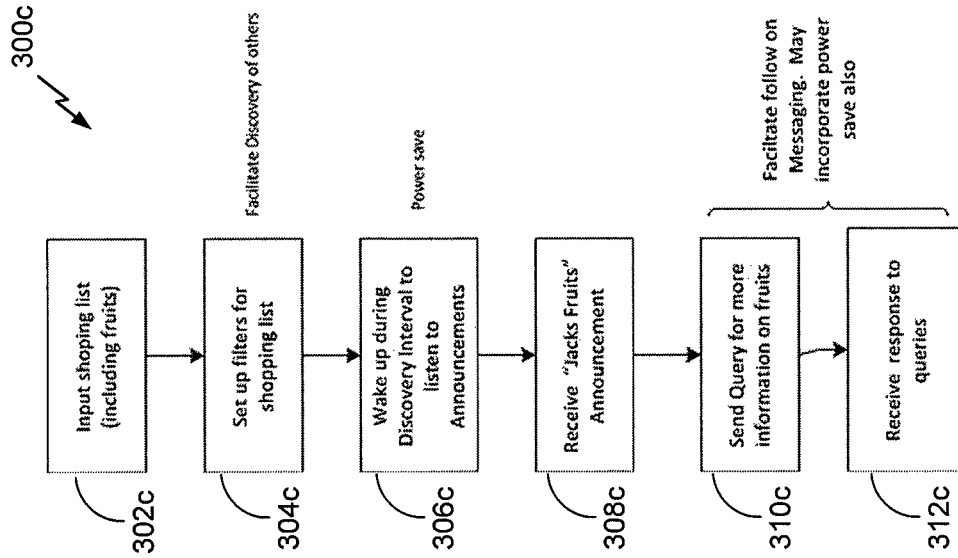 300c
Input shoping list
(including fruits)
302c
Set up filters for
shopping list
304c
Facilitate Discovery of others
Wake up during
Discovery Interval to
listen to
Announcements
306c
Power save
Receive "Jacks Fruits"
Announcement
308c
Send Query for more
information on fruits
310c
Receive response to
queries
312c
Faciltate follow on
Messaging. May
incorporate power
save also